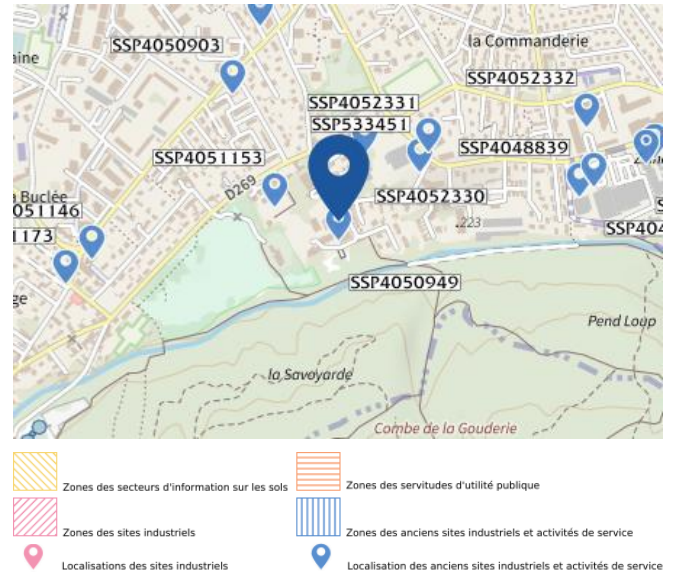 SSP4050903
la Commanderie
aine
SSP4052332
SSP4052331
SSP533451
SSP4051153
SSP4048839
D269
a Buclée
SSP4052330
051146
1173
.223
SSP404
SSP4050949
ge
Pend Loup
la Savoyarde
Combe de la Gouderie
Zones des secteurs d'information sur les sols
Zones des servitudes d'utilité publique
Zones des sites industriels
Zones des anciens sites industriels et activités de service
Localisations des sites industriels
Localisation des anciens sites industriels et activités de service